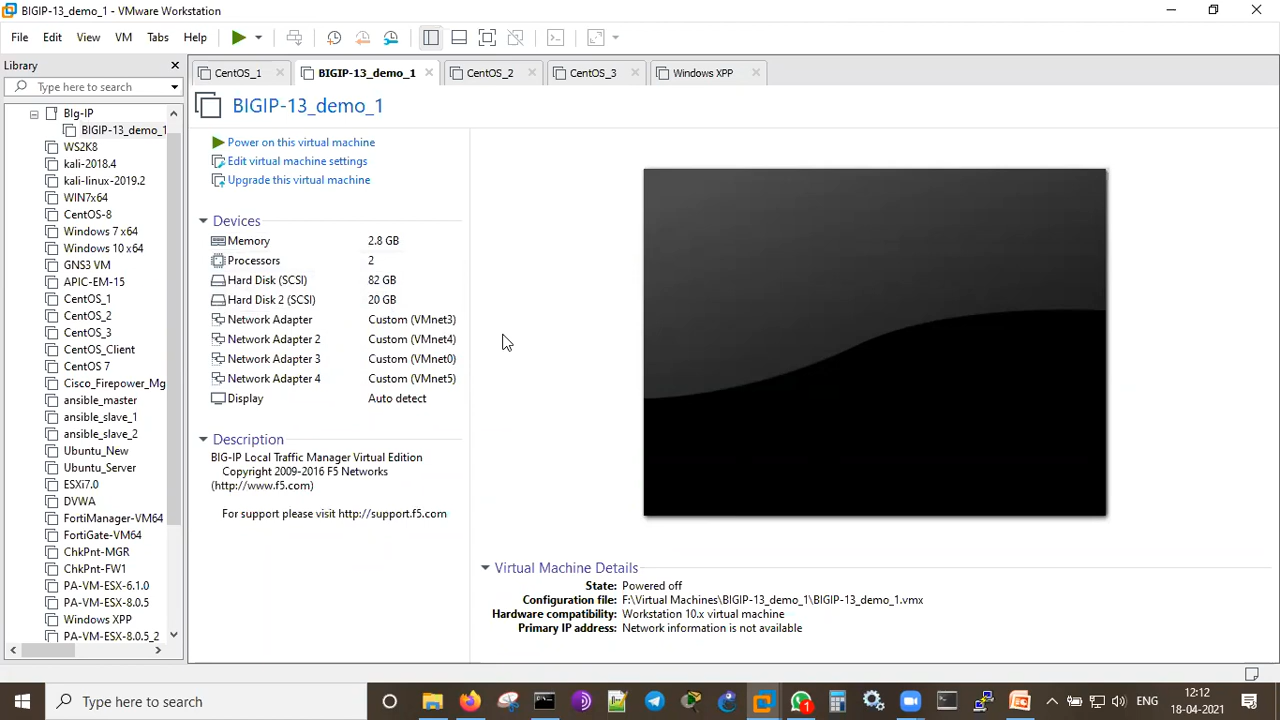 BIGIP-13_demo_1 - VMware Workstation
File Edit View VM Tabs Help
Library
Type here to search
BIg-IP
BIGIP-13_demo_1
WS2K8
kali-2018.4
kali-linux-2019.2
WIN7x64
CentOS-8
Windows 7 x64
Windows 10 x64
GNS3 VM
APIC-EM-15
CentOS_1
CentOS_2
CentOS_3
CentOS_Client
CentOS 7
Cisco_Firepower_Mg
ansible_master
ansible_slave_1
ansible_slave_2
Ubuntu_New
Ubuntu_Server
ESXi7.0
DVWA
FortiManager-VM64
FortiGate-VM64
ChkPnt-MGR
ChkPnt-FW1
PA-VM-ESX-6.1.0
PA-VM-ESX-8.0.5
Windows XPP
PA-VM-ESX-8.0.5_2
CentOS_1 BIGIP-13_demo_1 CentOS_2 CentOS_3 Windows XPP
BIGIP-13_demo_1
Power on this virtual machine
Edit virtual machine settings
Upgrade this virtual machine
Devices
Memory 2.8 GB
Processors 2
Hard Disk (SCSI) 82 GB
Hard Disk 2 (SCSI) 20 GB
Network Adapter Custom (VMnet3)
Network Adapter 2 Custom (VMnet4)
Network Adapter 3 Custom (VMnet0)
Network Adapter 4 Custom (VMnet5)
Display Auto detect
Description
BIG-IP Local Traffic Manager Virtual Edition
Copyright 2009-2016 F5 Networks
(http://www.f5.com)
For support please visit http://support.f5.com
Virtual Machine Details
State: Powered off
Configuration file: F:\Virtual Machines\BIGIP-13_demo_1\BIGIP-13_demo_1.vmx
Hardware compatibility: Workstation 10.x virtual machine
Primary IP address: Network information is not available
Type here to search
1
ENG
12:12
18-04-2021